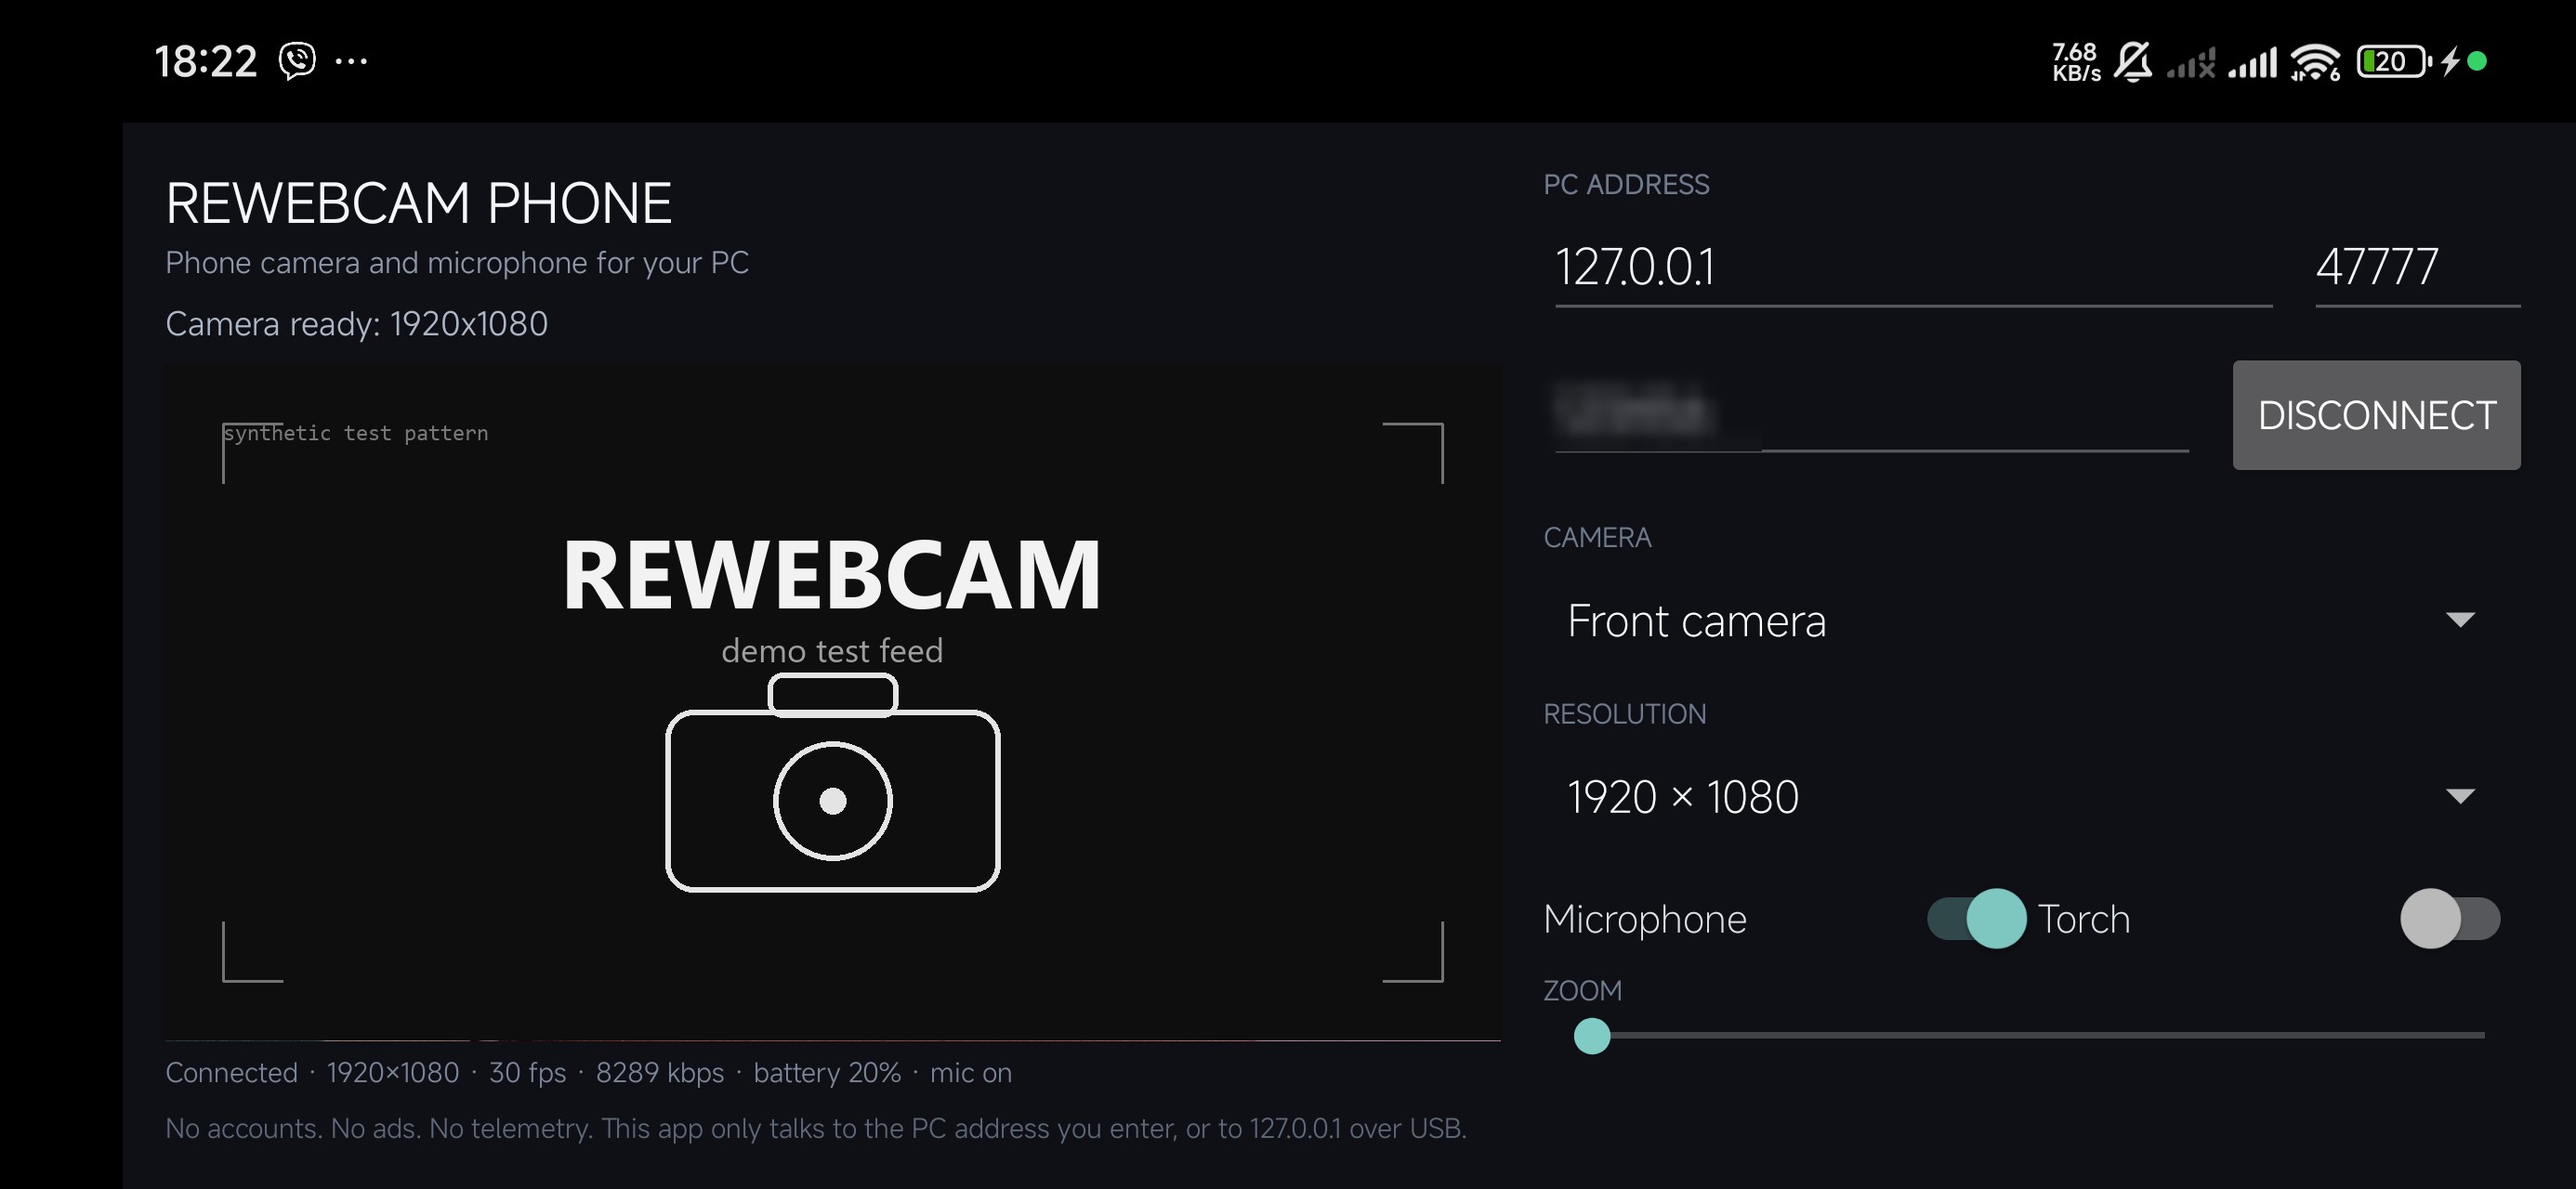 18:22 ...
7.68
KB/s
6
20
REWEBCAM PHONE
Phone camera and microphone for your PC
Camera ready: 1920x1080
synthetic test pattern
REWEBCAM
demo test feed
Connected · 1920×1080 · 30 fps · 8289 kbps · battery 20% · mic on
No accounts. No ads. No telemetry. This app only talks to the PC address you enter, or to 127.0.0.1 over USB.
PC ADDRESS
127.0.0.1 47777
DISCONNECT
CAMERA
Front camera
RESOLUTION
1920 × 1080
Microphone Torch
ZOOM